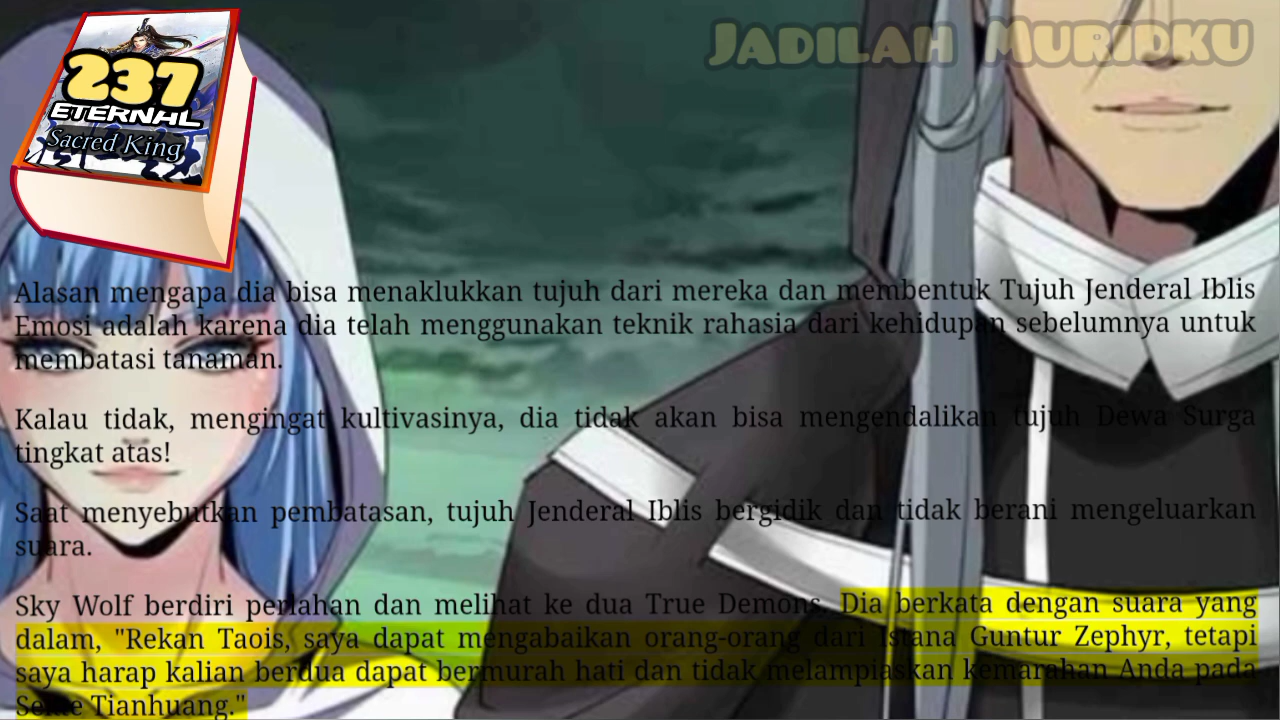 Jadilah Muridku
237
ETERNAL
Sacred King
Alasan mengapa dia bisa menaklukkan tujuh dari mereka dan membentuk Tujuh Jenderal Iblis
Emosi adalah karena dia telah menggunakan teknik rahasia dari kehidupan sebelumnya untuk
membatasi tanaman.
Kalau tidak, mengingat kultivasinya, dia tidak akan bisa mengendalikan tujuh Dewa Surga
tingkat atas!
Saat menyebutkan pembatasan, tujuh Jenderal Iblis bergidik dan tidak berani mengeluarkan
suara.
Sky Wolf berdiri perlahan dan melihat ke dua True Demons. Dia berkata dengan suara yang
dalam, "Rekan Taois, saya dapat mengabaikan orang-orang dari Istana Guntur Zephyr, tetapi
saya harap kalian berdua dapat bermurah hati dan tidak melampiaskan kemarahan Anda pada
Sekte Tianhuang."